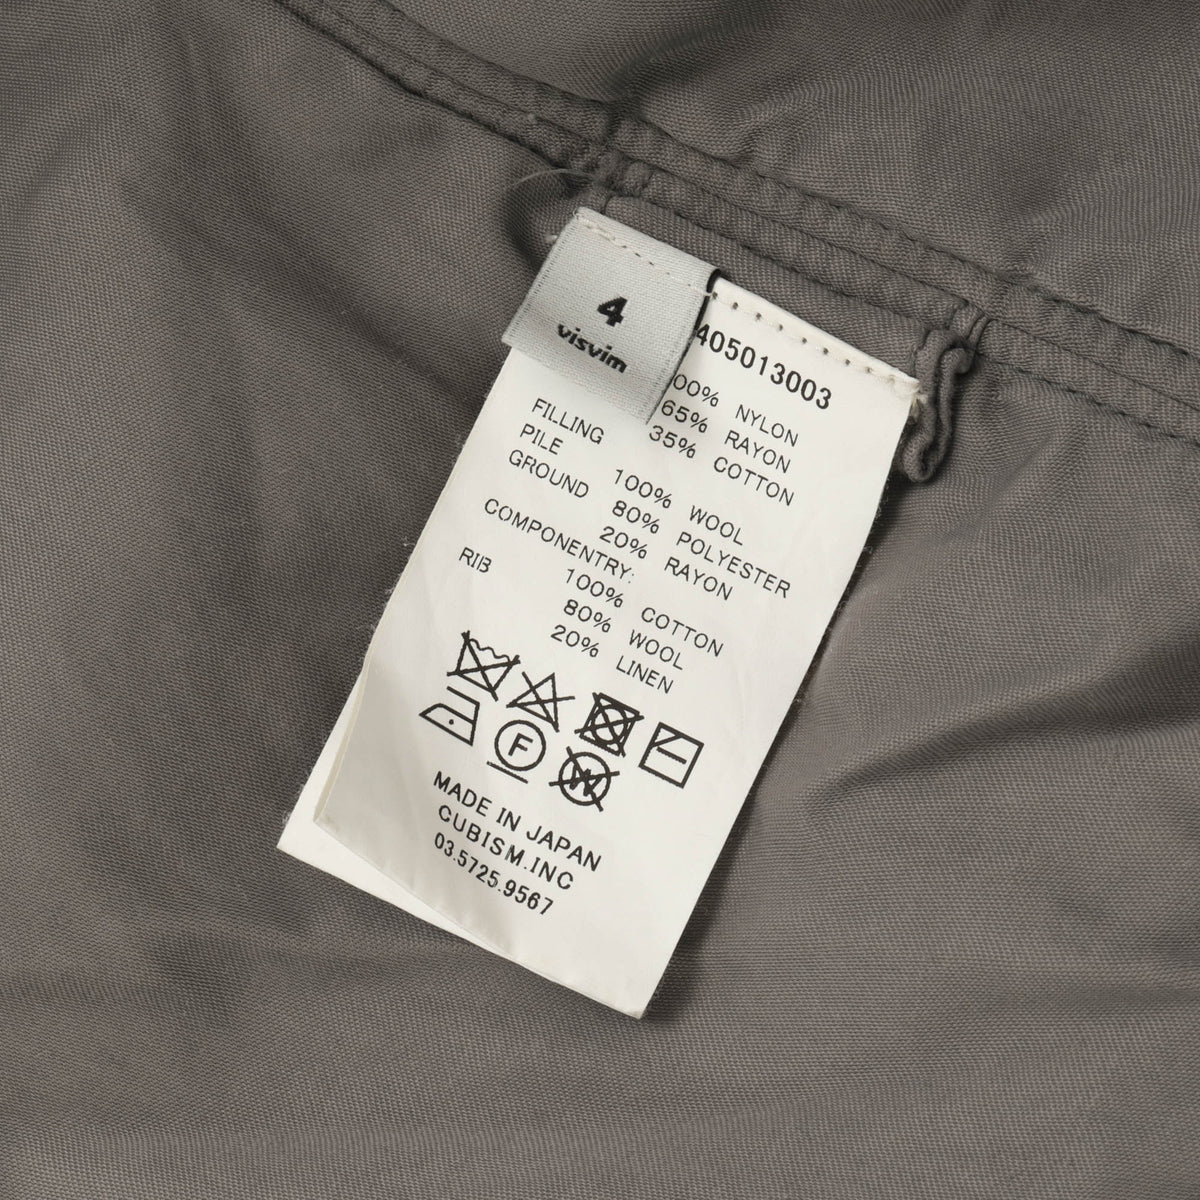 4
visvim
405013003
00% NYLON
65% RAYON
35% COTTON
FILLING 100% WOOL
PILE 80% POLYESTER
GROUND 20% RAYON
COMPONENTRY:
100% COTTON
RIB 80% WOOL
20% LINEN
F
W
MADE IN JAPAN
CUBISM.INC
03.5725.9567